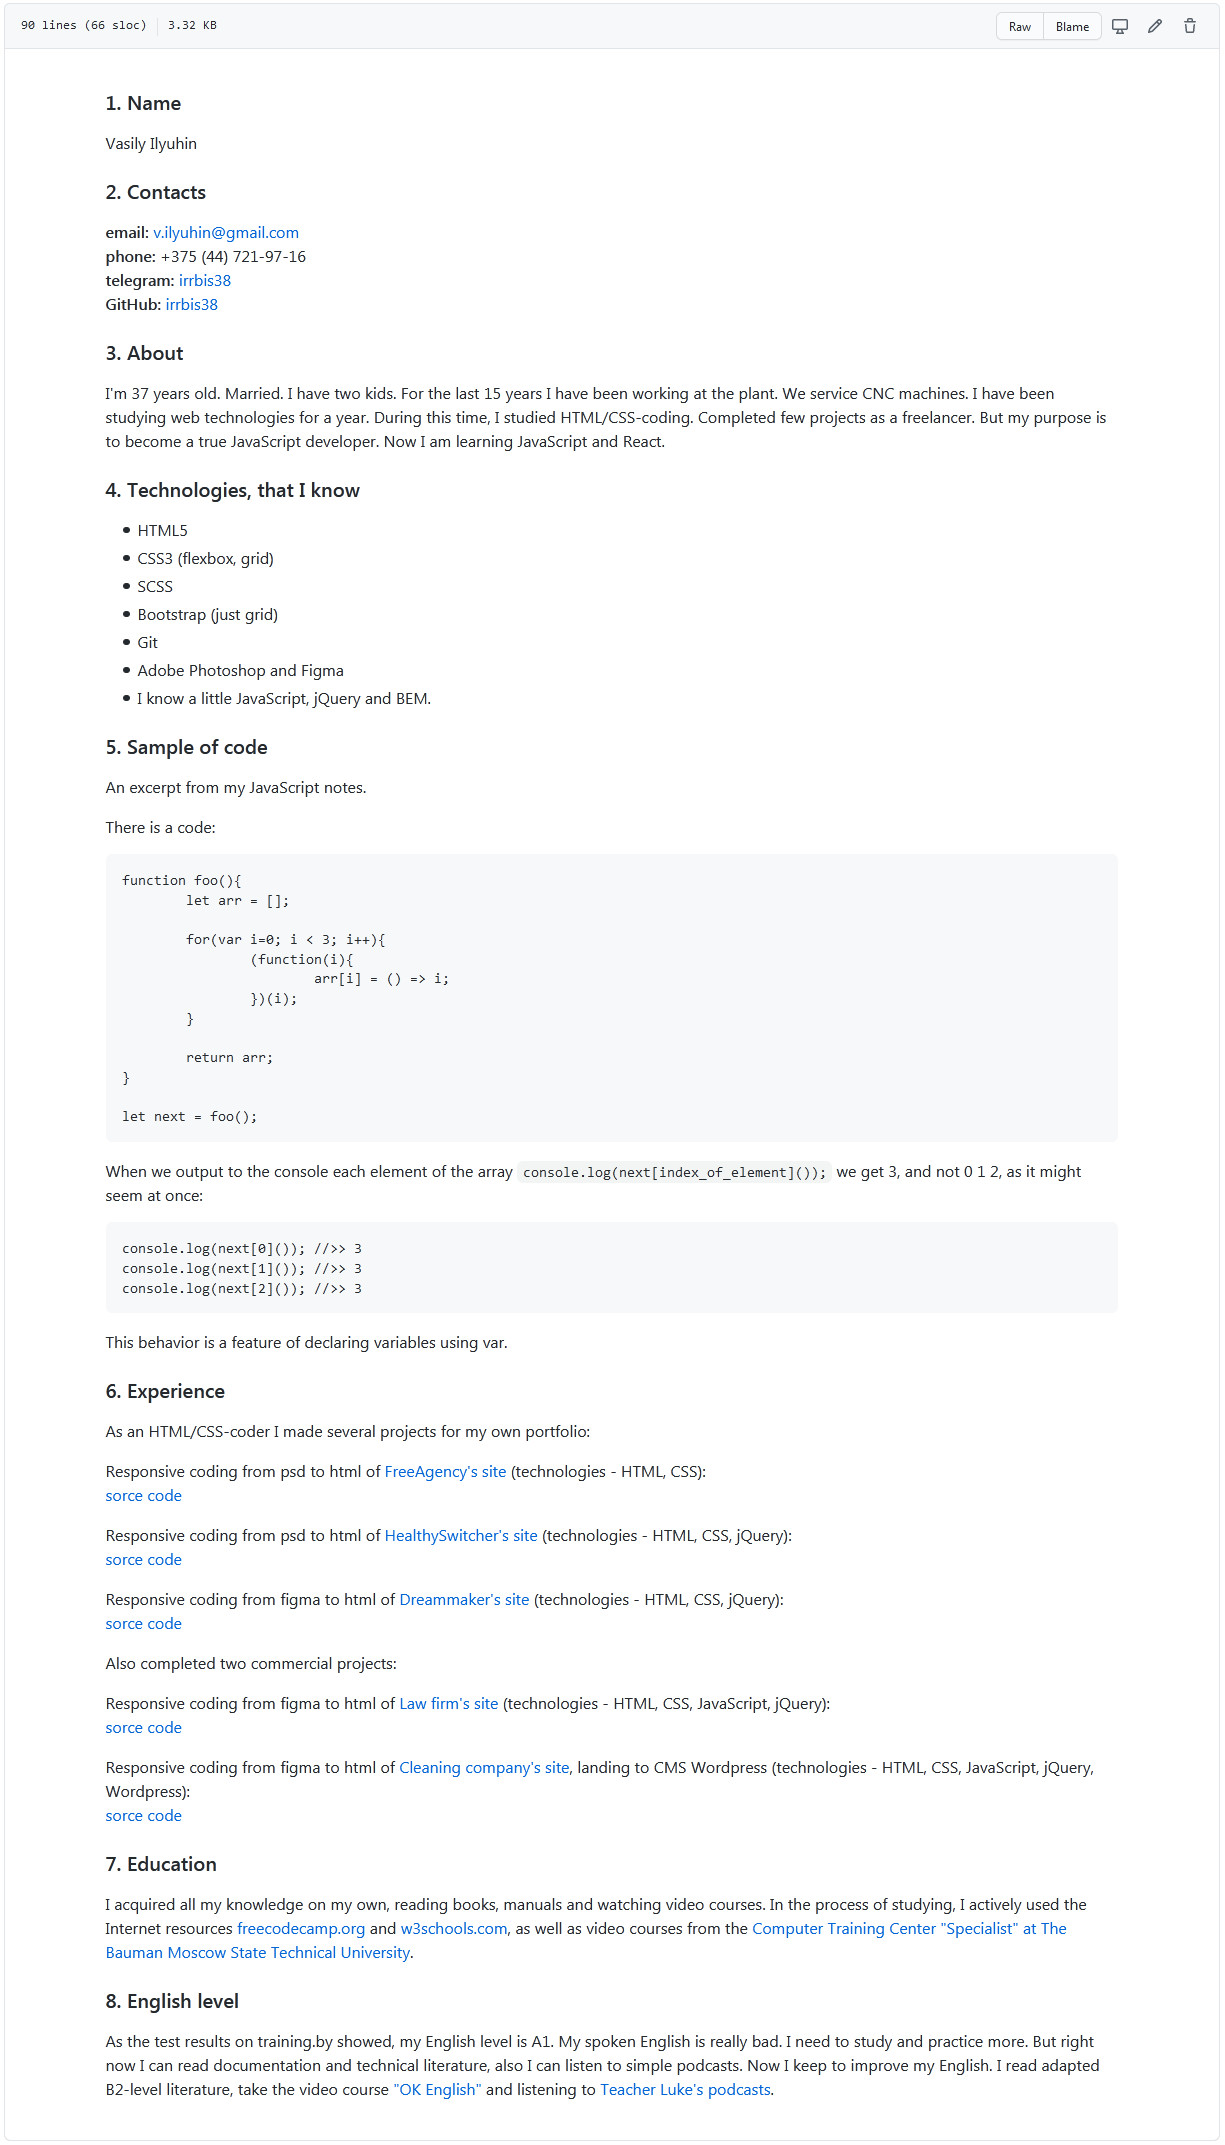 90 lines (66 sloc) 3.32 KB
Raw Blame
1. Name
Vasily Ilyuhin
2. Contacts
email: v.ilyuhin@gmail.com
phone: +375 (44) 721-97-16
telegram: irrbis38
GitHub: irrbis38
3. About
I'm 37 years old. Married. I have two kids. For the last 15 years I have been working at the plant. We service CNC machines. I have been
studying web technologies for a year. During this time, I studied HTML/CSS-coding. Completed few projects as a freelancer. But my purpose is
to become a true JavaScript developer. Now I am learning JavaScript and React.
4. Technologies, that I know
• HTML5
• CSS3 (flexbox, grid)
• SCSS
• Bootstrap (just grid)
• Git
• Adobe Photoshop and Figma
• I know a little JavaScript, jQuery and BEM.
5. Sample of code
An excerpt from my JavaScript notes.
There is a code:
function foo(){
        let arr = [];
        for(var i=0; i < 3; i++){
                (function(i){
                        arr[i] = () => i;
                })(i);
        }
        return arr;
}
let next = foo();
When we output to the console each element of the array console.log(next[index_of_element]()); we get 3, and not 0 1 2, as it might
seem at once:
console.log(next[0]()); //>> 3
console.log(next[1]()); //>> 3
console.log(next[2]()); //>> 3
This behavior is a feature of declaring variables using var.
6. Experience
As an HTML/CSS-coder I made several projects for my own portfolio:
Responsive coding from psd to html of FreeAgency's site (technologies - HTML, CSS):
sorce code
Responsive coding from psd to html of HealthySwitcher's site (technologies - HTML, CSS, jQuery):
sorce code
Responsive coding from figma to html of Dreammaker's site (technologies - HTML, CSS, jQuery):
sorce code
Also completed two commercial projects:
Responsive coding from figma to html of Law firm's site (technologies - HTML, CSS, JavaScript, jQuery):
sorce code
Responsive coding from figma to html of Cleaning company's site, landing to CMS Wordpress (technologies - HTML, CSS, JavaScript, jQuery,
Wordpress):
sorce code
7. Education
I acquired all my knowledge on my own, reading books, manuals and watching video courses. In the process of studying, I actively used the
Internet resources freecodecamp.org and w3schools.com, as well as video courses from the Computer Training Center "Specialist" at The
Bauman Moscow State Technical University.
8. English level
As the test results on training.by showed, my English level is A1. My spoken English is really bad. I need to study and practice more. But right
now I can read documentation and technical literature, also I can listen to simple podcasts. Now I keep to improve my English. I read adapted
B2-level literature, take the video course "OK English" and listening to Teacher Luke's podcasts.